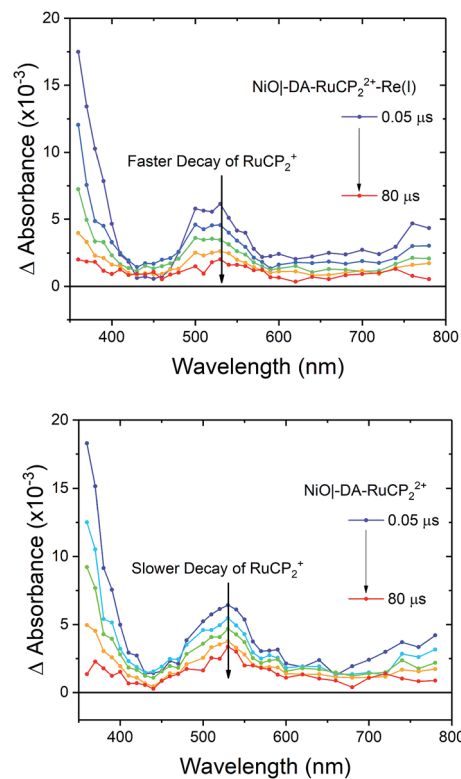 20
NiO|-DA-RuCP₂²⁺-Re(I)
15
0.05 µs
10
Faster Decay of RuCP₂⁺
80 µs
5
0
Δ Absorbance (x10⁻³)
400 500 600 700 800
Wavelength (nm)
20
NiO|-DA-RuCP₂²⁺
15
0.05 µs
10
Slower Decay of RuCP₂⁺
80 µs
5
0
Δ Absorbance (x10⁻³)
400 500 600 700 800
Wavelength (nm)